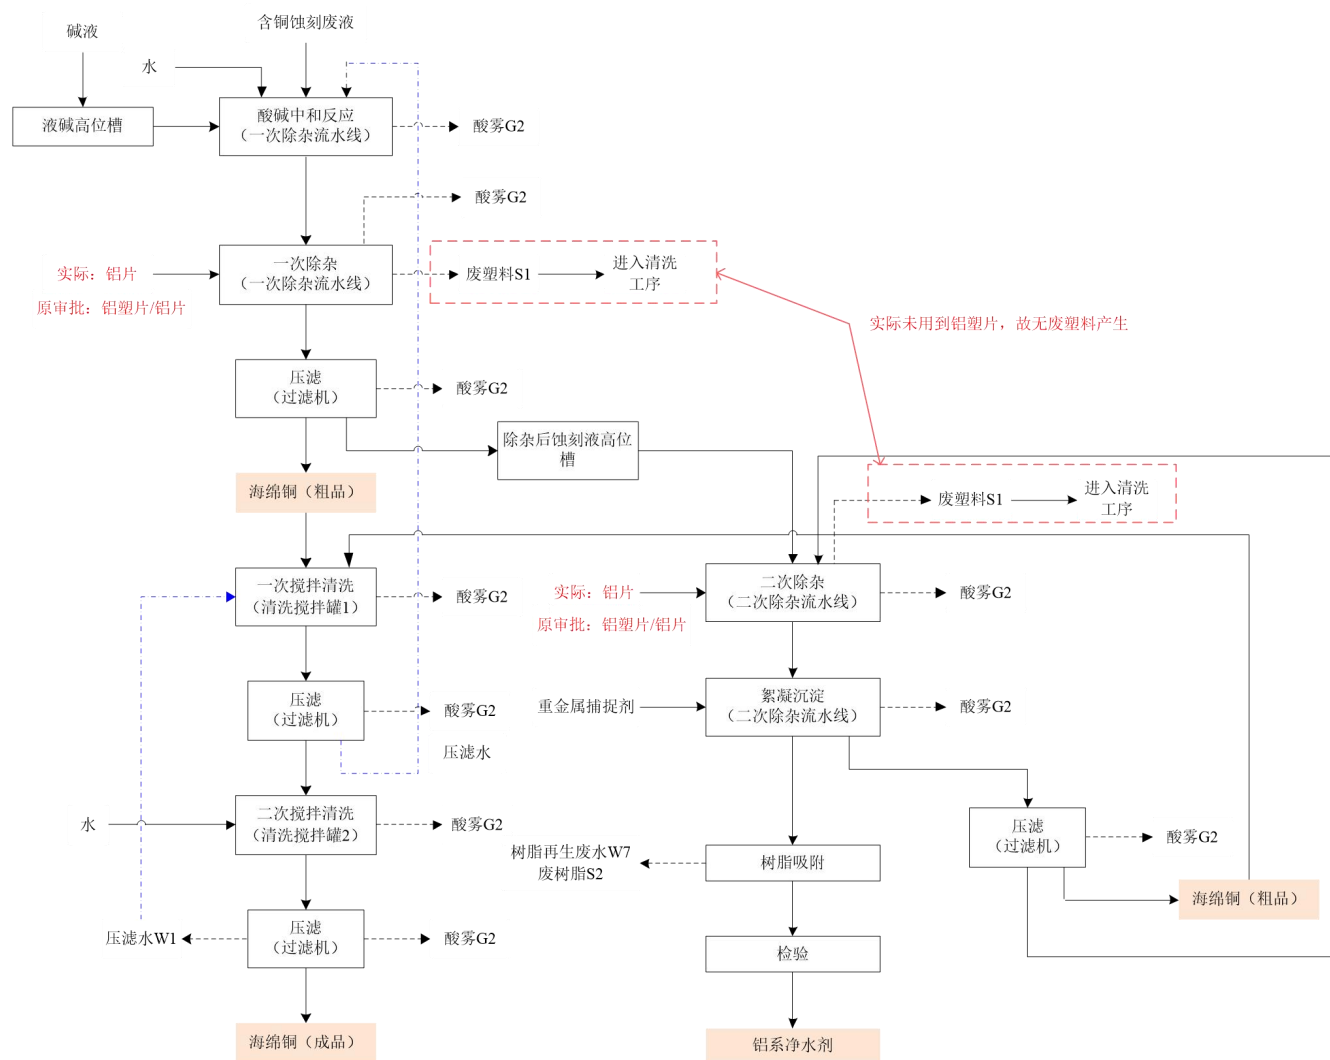 含铜蚀刻废液
碱液
水
液碱高位槽
酸碱中和反应
（一次除杂流水线）
酸雾G2
酸雾G2
一次除杂
（一次除杂流水线）
实际：铝片
原审批：铝塑片/铝片
废塑料S1
进入清洗
工序
实际未用到铝塑片，故无废塑料产生
压滤
（过滤机）
酸雾G2
除杂后蚀刻液高位
槽
海绵铜（粗品）
废塑料S1
进入清洗
工序
一次搅拌清洗
（清洗搅拌罐1）
酸雾G2
实际：铝片
原审批：铝塑片/铝片
二次除杂
（二次除杂流水线）
酸雾G2
压滤
（过滤机）
酸雾G2
压滤水
重金属捕捉剂
絮凝沉淀
（二次除杂流水线）
酸雾G2
水
二次搅拌清洗
（清洗搅拌罐2）
酸雾G2
压滤
（过滤机）
酸雾G2
树脂再生废水W7
废树脂S2
树脂吸附
海绵铜（粗品）
压滤水W1
压滤
（过滤机）
酸雾G2
检验
海绵铜（成品）
铝系净水剂